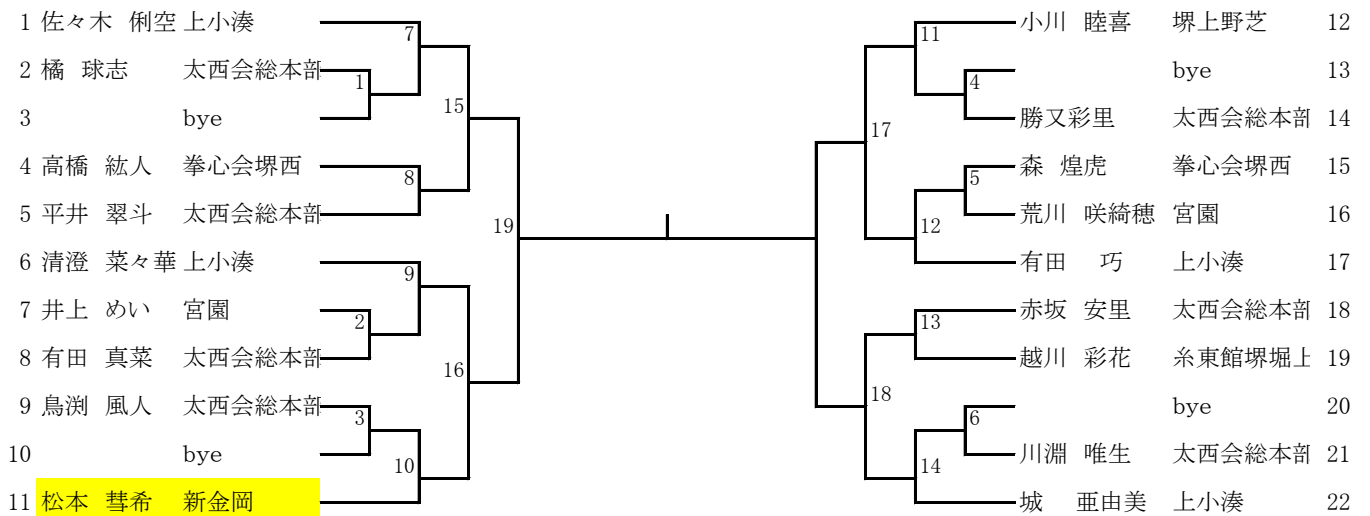 1 佐々木 俐空 上小湊 7 11 小川 睦喜 堺上野芝 12
2 橘 球志 太西会総本部 1 4 bye 13
3 bye 15 勝又彩里 太西会総本部 14
17
4 高橋 紘人 拳心会堺西 8 5 森 煌虎 拳心会堺西 15
5 平井 翠斗 太西会総本部 19 12 荒川 咲綺穂 宮園 16
6 清澄 菜々華 上小湊 9 有田 巧 上小湊 17
7 井上 めい 宮園 2 13 赤坂 安里 太西会総本部 18
8 有田 真菜 太西会総本部 16 越川 彩花 糸東館堺堀上 19
18
9 鳥渕 風人 太西会総本部 3 6 bye 20
10 bye 10 14 川淵 唯生 太西会総本部 21
11 松本 彗希 新金岡 城 亜由美 上小湊 22